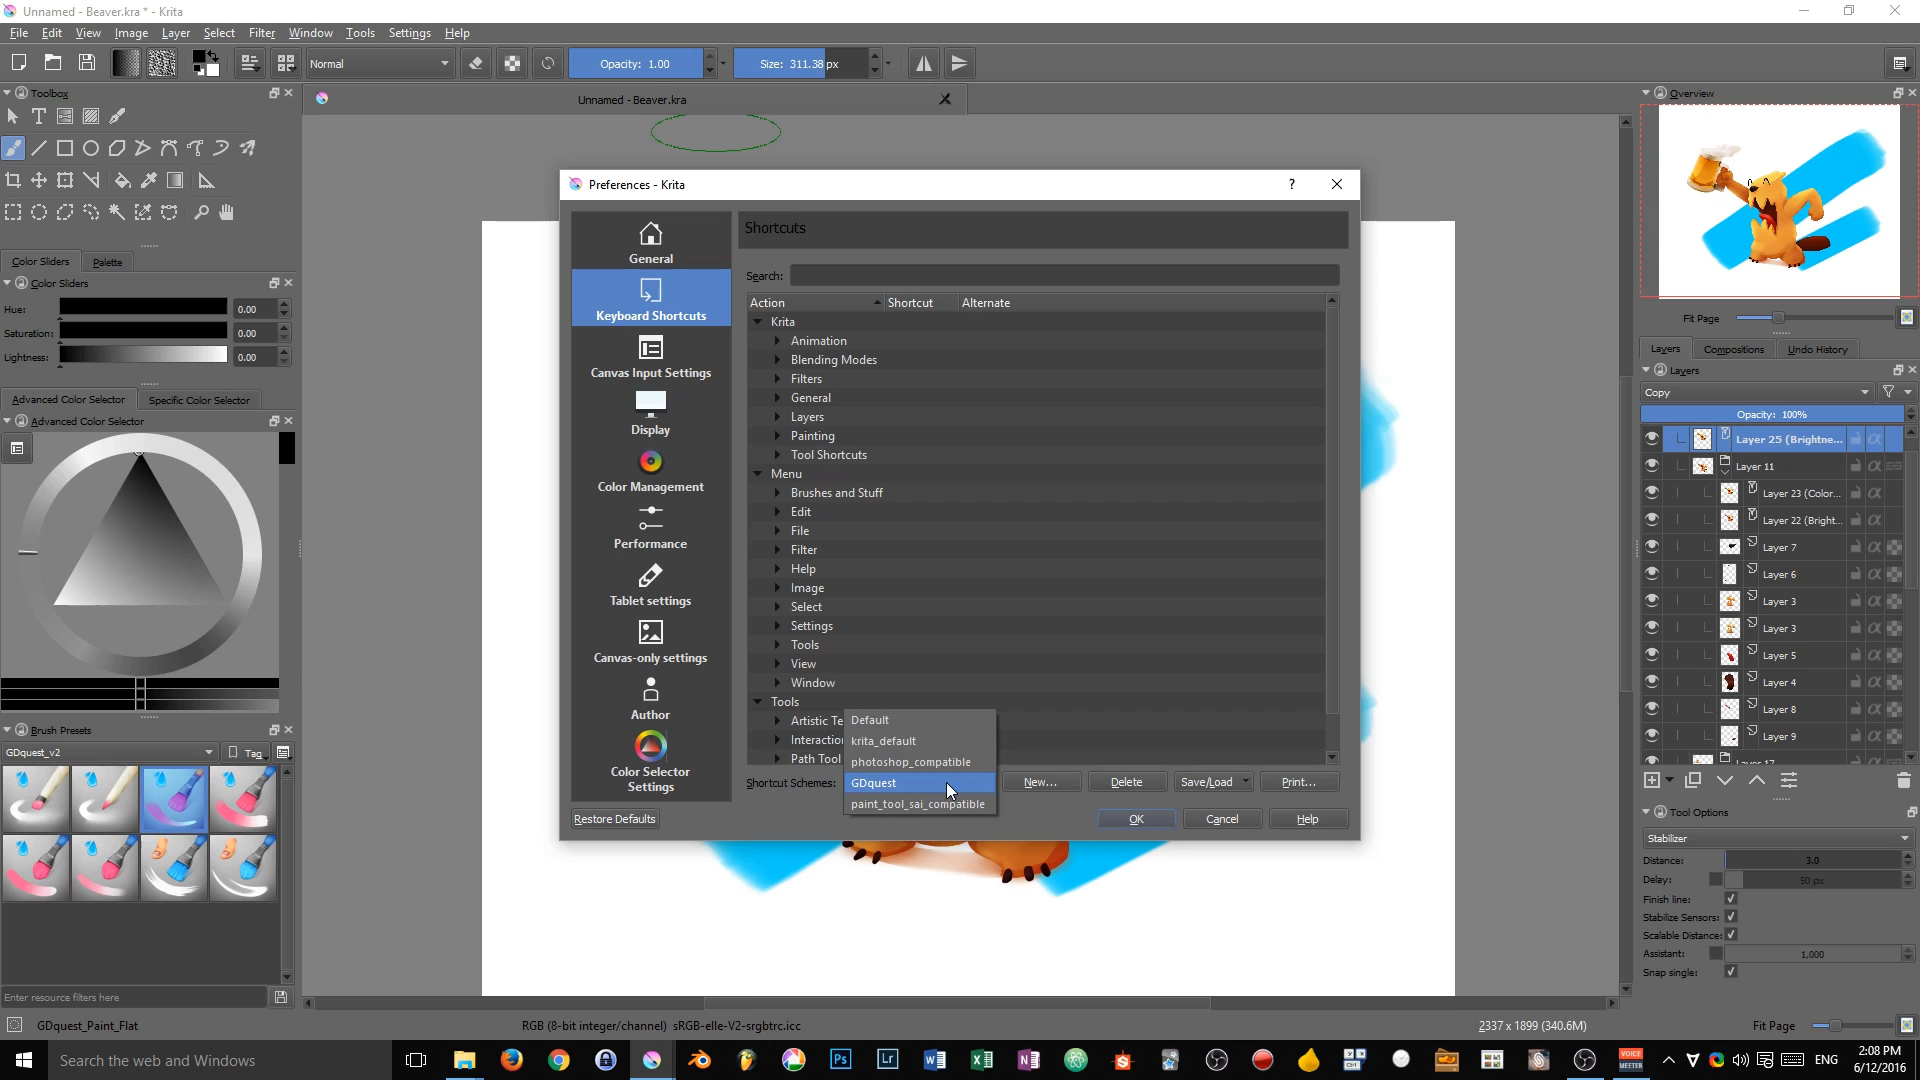 Unnamed - Beaver.kra * - Krita
File Edit View Image Layer Select Filter Window Tools Settings Help
Normal Opacity: 1.00 Size: 311.38 px
Toolbox
Unnamed - Beaver.kra
Overview
Fit Page
Color Sliders Palette
Color Sliders
Hue: 0.00
Saturation: 0.00
Lightness: 0.00
Advanced Color Selector Specific Color Selector
Advanced Color Selector
Brush Presets
GDquest_v2 Tag
Enter resource filters here
GDquest_Paint_Flat
Preferences - Krita
?
General
Keyboard Shortcuts
Canvas Input Settings
Display
Color Management
Performance
Tablet settings
Canvas-only settings
Author
Color Selector
Settings
Restore Defaults
Shortcuts
Search:
Action Shortcut Alternate
Krita
Animation
Blending Modes
Filters
General
Layers
Painting
Tool Shortcuts
Menu
Brushes and Stuff
Edit
File
Filter
Help
Image
Select
Settings
Tools
View
Window
Tools
Artistic Te
Interaction
Path Tool
Default
krita_default
photoshop_compatible
GDquest
paint_tool_sai_compatible
Shortcut Schemes: New... Delete Save/Load Print...
OK Cancel Help
Layers Compositions Undo History
Layers
Copy
Opacity: 100%
Layer 25 (Brightne...
Layer 11
Layer 23 (Color...
Layer 22 (Bright...
Layer 7
Layer 6
Layer 3
Layer 3
Layer 5
Layer 4
Layer 8
Layer 9
Layer 17
Tool Options
Stabilizer
Distance: 3.0
Delay: 50 px
Finish line:
Stabilize Sensors:
Scalable Distance:
Assistant: 1,000
Snap single:
RGB (8-bit integer/channel) sRGB-elle-V2-srgbtrc.icc
2337 x 1899 (340.6M)
Fit Page
Search the web and Windows
Ps
Lr
VOICE
MEETER
ENG
2:08 PM
6/12/2016